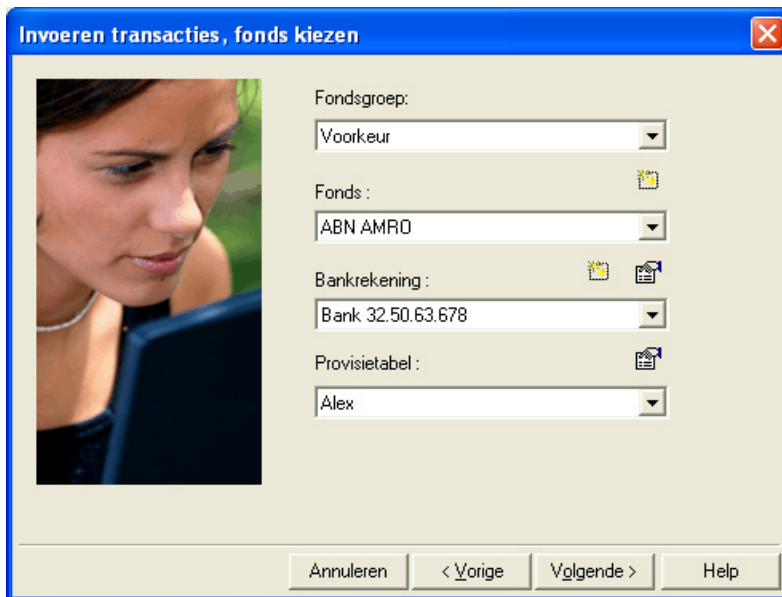 Invoeren transacties, fonds kiezen
Fondsgroep:
Voorkeur
Fonds :
ABN AMRO
Bankrekening :
Bank 32.50.63.678
Provisietabel :
Alex
Annuleren
< Vorige
Volgende >
Help